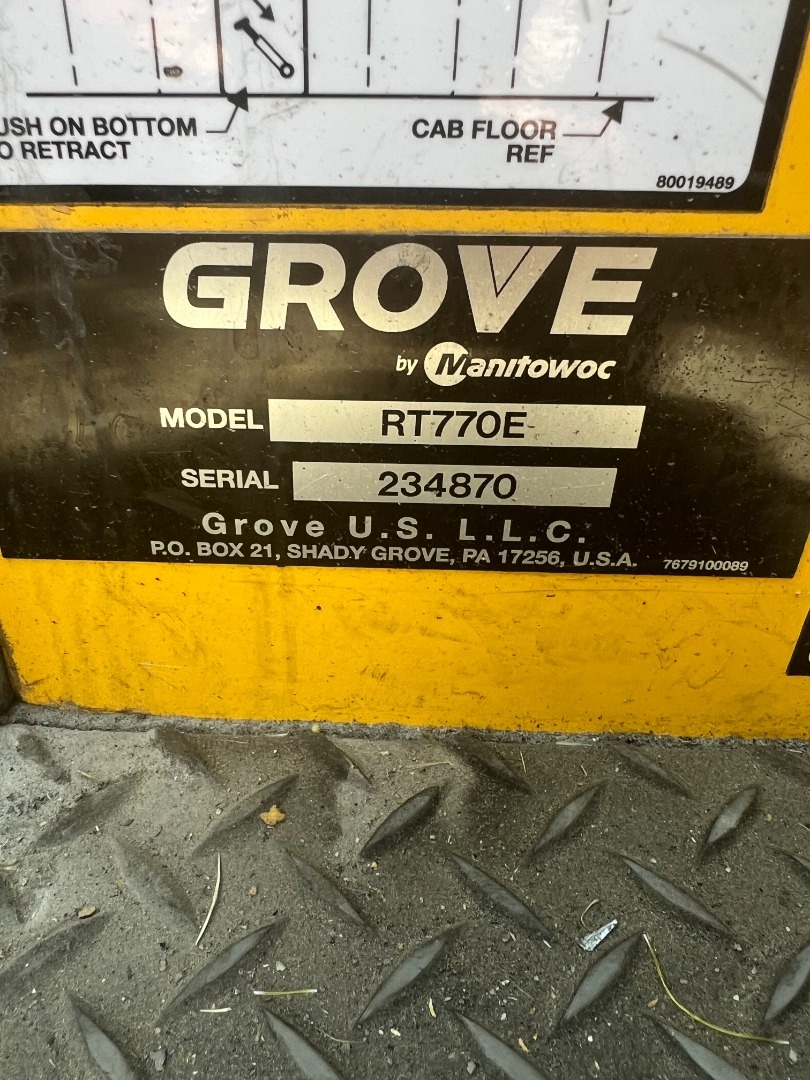 USH ON BOTTOM
O RETRACT
CAB FLOOR
REF
80019489
GROVE
by Manitowoc
MODEL RT770E
SERIAL 234870
Grove U.S. L.L.C.
P.O. BOX 21, SHADY GROVE, PA 17256, U.S.A. 7679100089